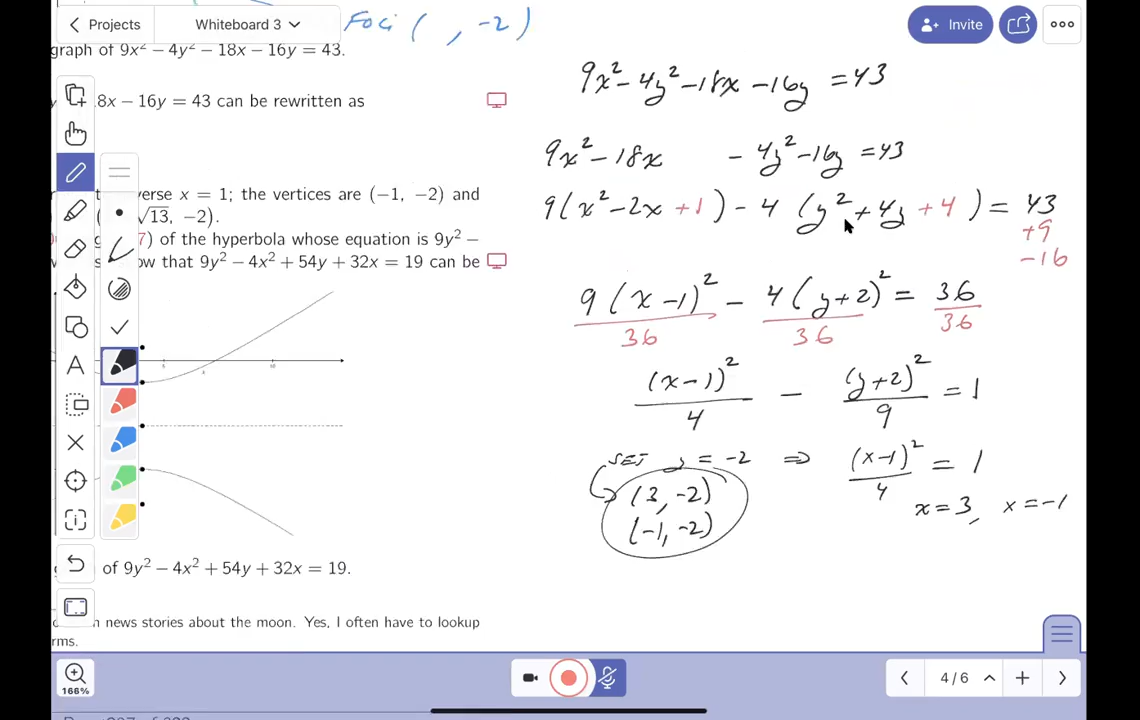 Projects
Whiteboard 3
Foci ( , -2 )
Invite
graph of 9x² − 4y² − 18x − 16y = 43.
8x − 16y = 43 can be rewritten as
verse x = 1; the vertices are (−1, −2) and
√13, −2).
7) of the hyperbola whose equation is 9y² −
ow that 9y² − 4x² + 54y + 32x = 19 can be
of 9y² − 4x² + 54y + 32x = 19.
news stories about the moon. Yes, I often have to lookup
rms.
9x² − 4y² − 18x − 16y = 43
9x² − 18x − 4y² − 16y = 43
9(x² − 2x + 1) − 4 (y² + 4y + 4) = 43
+9
−16
9(x − 1)² − 4(y + 2)² = 36
36 36 36
(x − 1)² − (y + 2)² = 1
4 9
SET y = −2 ⇒ (x − 1)² = 1
4
(3, −2)
x = 3, x = −1
(−1, −2)
166%
4/6